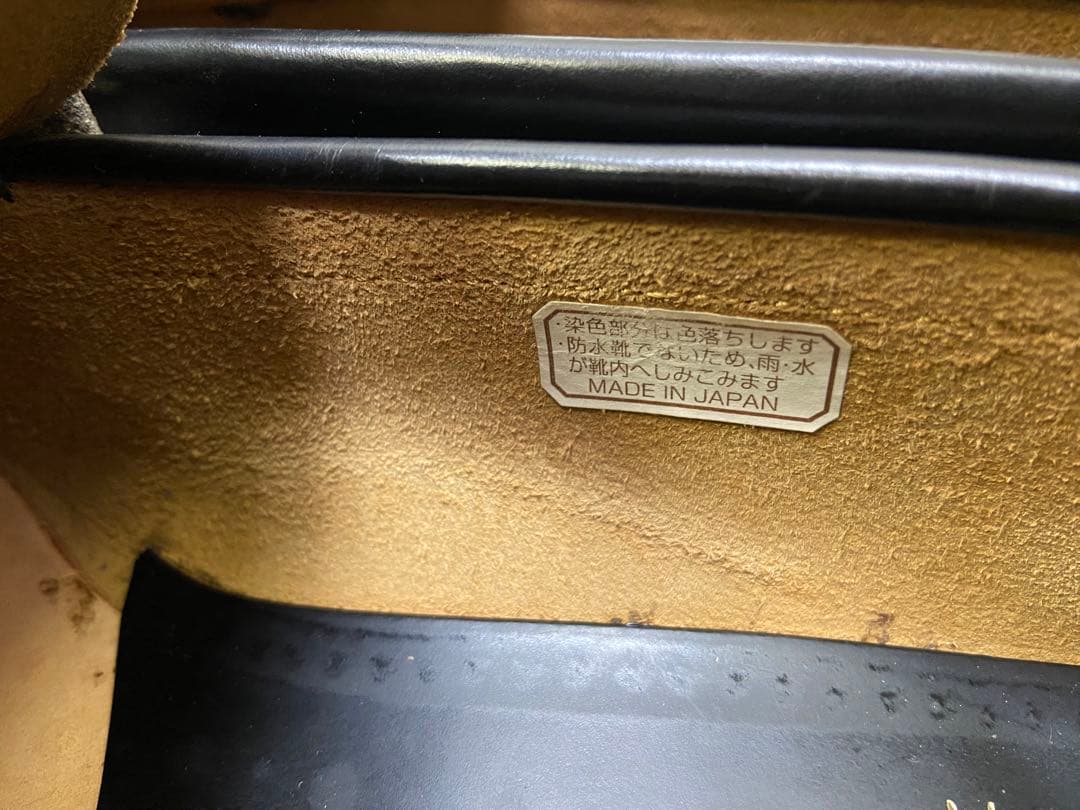 ・染色部分は色落ちします
・防水靴でないため、雨・水
が靴内へしみこみます
MADE IN JAPAN